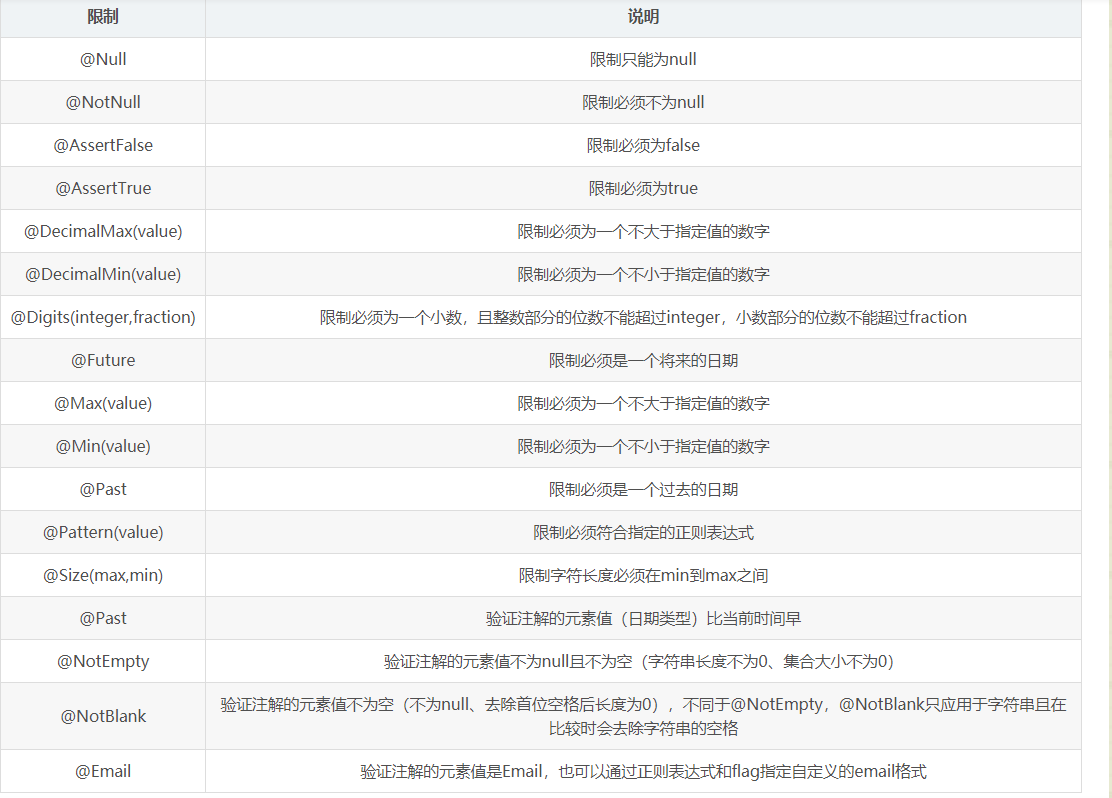 限制 说明
@Null 限制只能为null
@NotNull 限制必须不为null
@AssertFalse 限制必须为false
@AssertTrue 限制必须为true
@DecimalMax(value) 限制必须为一个不大于指定值的数字
@DecimalMin(value) 限制必须为一个不小于指定值的数字
@Digits(integer,fraction) 限制必须为一个小数，且整数部分的位数不能超过integer，小数部分的位数不能超过fraction
@Future 限制必须是一个将来的日期
@Max(value) 限制必须为一个不大于指定值的数字
@Min(value) 限制必须为一个不小于指定值的数字
@Past 限制必须是一个过去的日期
@Pattern(value) 限制必须符合指定的正则表达式
@Size(max,min) 限制字符长度必须在min到max之间
@Past 验证注解的元素值（日期类型）比当前时间早
@NotEmpty 验证注解的元素值不为null且不为空（字符串长度不为0、集合大小不为0）
@NotBlank 验证注解的元素值不为空（不为null、去除首位空格后长度为0），不同于@NotEmpty，@NotBlank只应用于字符串且在
比较时会去除字符串的空格
@Email 验证注解的元素值是Email，也可以通过正则表达式和flag指定自定义的email格式